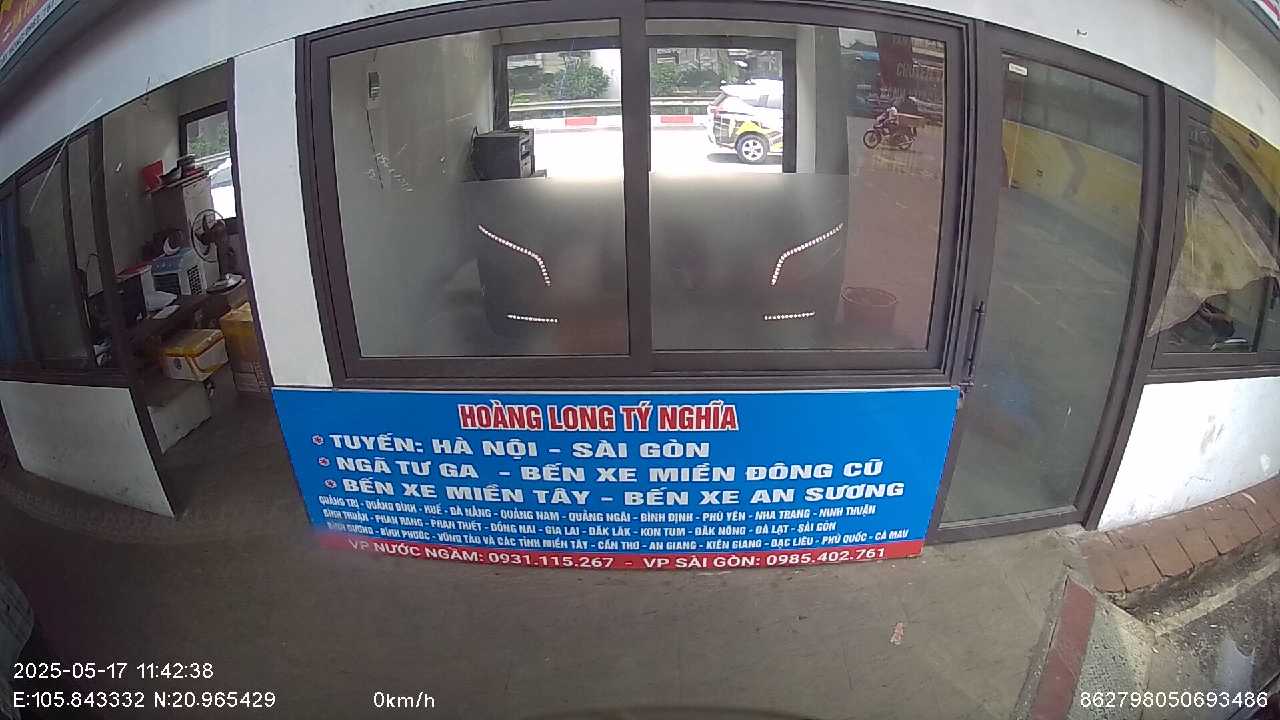 HOÀNG LONG TÝ NGHĨA
TUYẾN: HÀ NỘI - SÀI GÒN
NGÃ TƯ GA - BẾN XE MIỀN ĐÔNG CŨ
BẾN XE MIỀN TÂY - BẾN XE AN SƯƠNG
QUẢNG TRỊ - QUẢNG BÌNH - HUẾ - ĐÀ NẴNG - QUẢNG NAM - QUẢNG NGÃI - BÌNH ĐỊNH - PHÚ YÊN - NHA TRANG - NINH THUẬN
BÌNH THUẬN - PHAN RANG - PHAN THIẾT - ĐỒNG NAI - GIA LAI - ĐĂK LĂK - KON TUM - ĐĂK NÔNG - ĐÀ LẠT - SÀI GÒN
BÌNH DƯƠNG - BÌNH PHƯỚC - VŨNG TÀU VÀ CÁC TỈNH MIỀN TÂY - CẦN THƠ - AN GIANG - KIÊN GIANG - BẠC LIÊU - PHÚ QUỐC - CÀ MAU
VP NƯỚC NGẦM: 0931.115.267 - VP SÀI GÒN: 0985.402.761
2025-05-17 11:42:38
E:105.843332 N:20.965429 0km/h 862798050693486